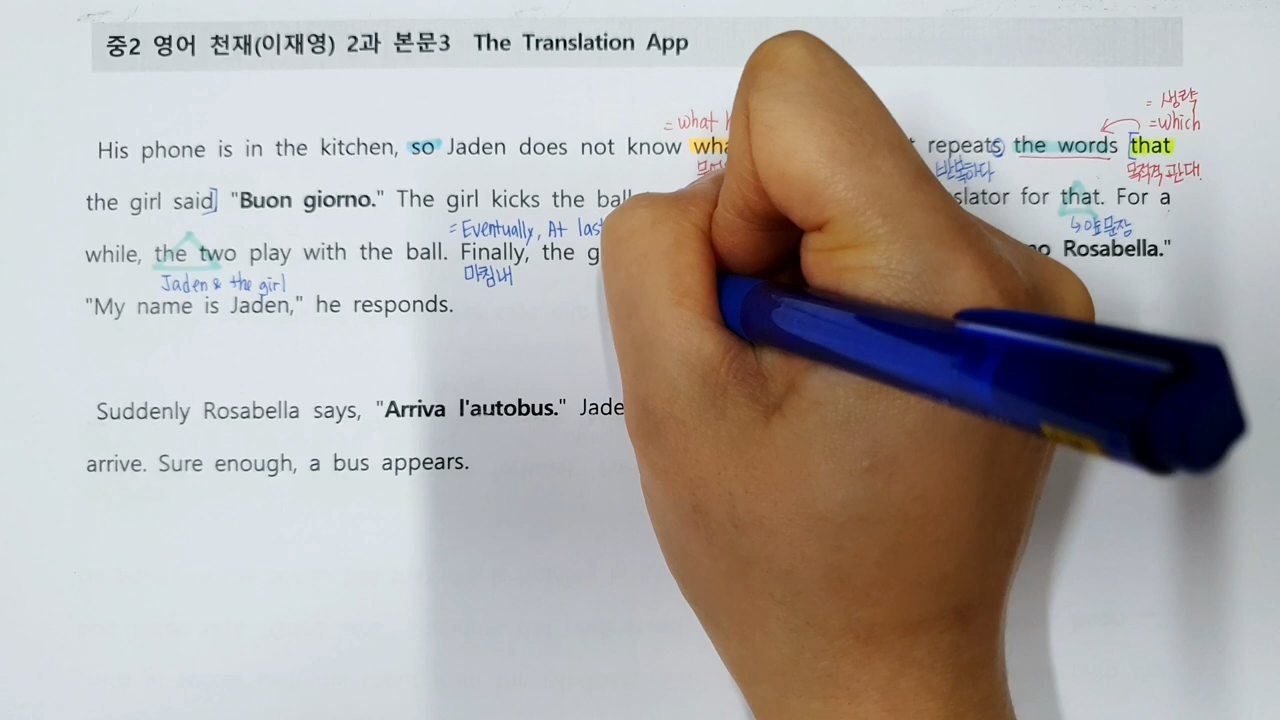 중2 영어 천재(이재영) 2과 본문3 The Translation App
= 생략
= what
=which
His phone is in the kitchen, so Jaden does not know repeats the words that
반복하다 목적격 관대
the girl said] "Buon giorno." The girl kicks the slator for that. For a
= Eventually, At last
↳앞문장
while, the two play with the ball. Finally, the Rosabella."
Jaden & the girl 마침내
"My name is Jaden," he responds.
Suddenly Rosabella says, "Arriva l'autobus."
arrive. Sure enough, a bus appears.